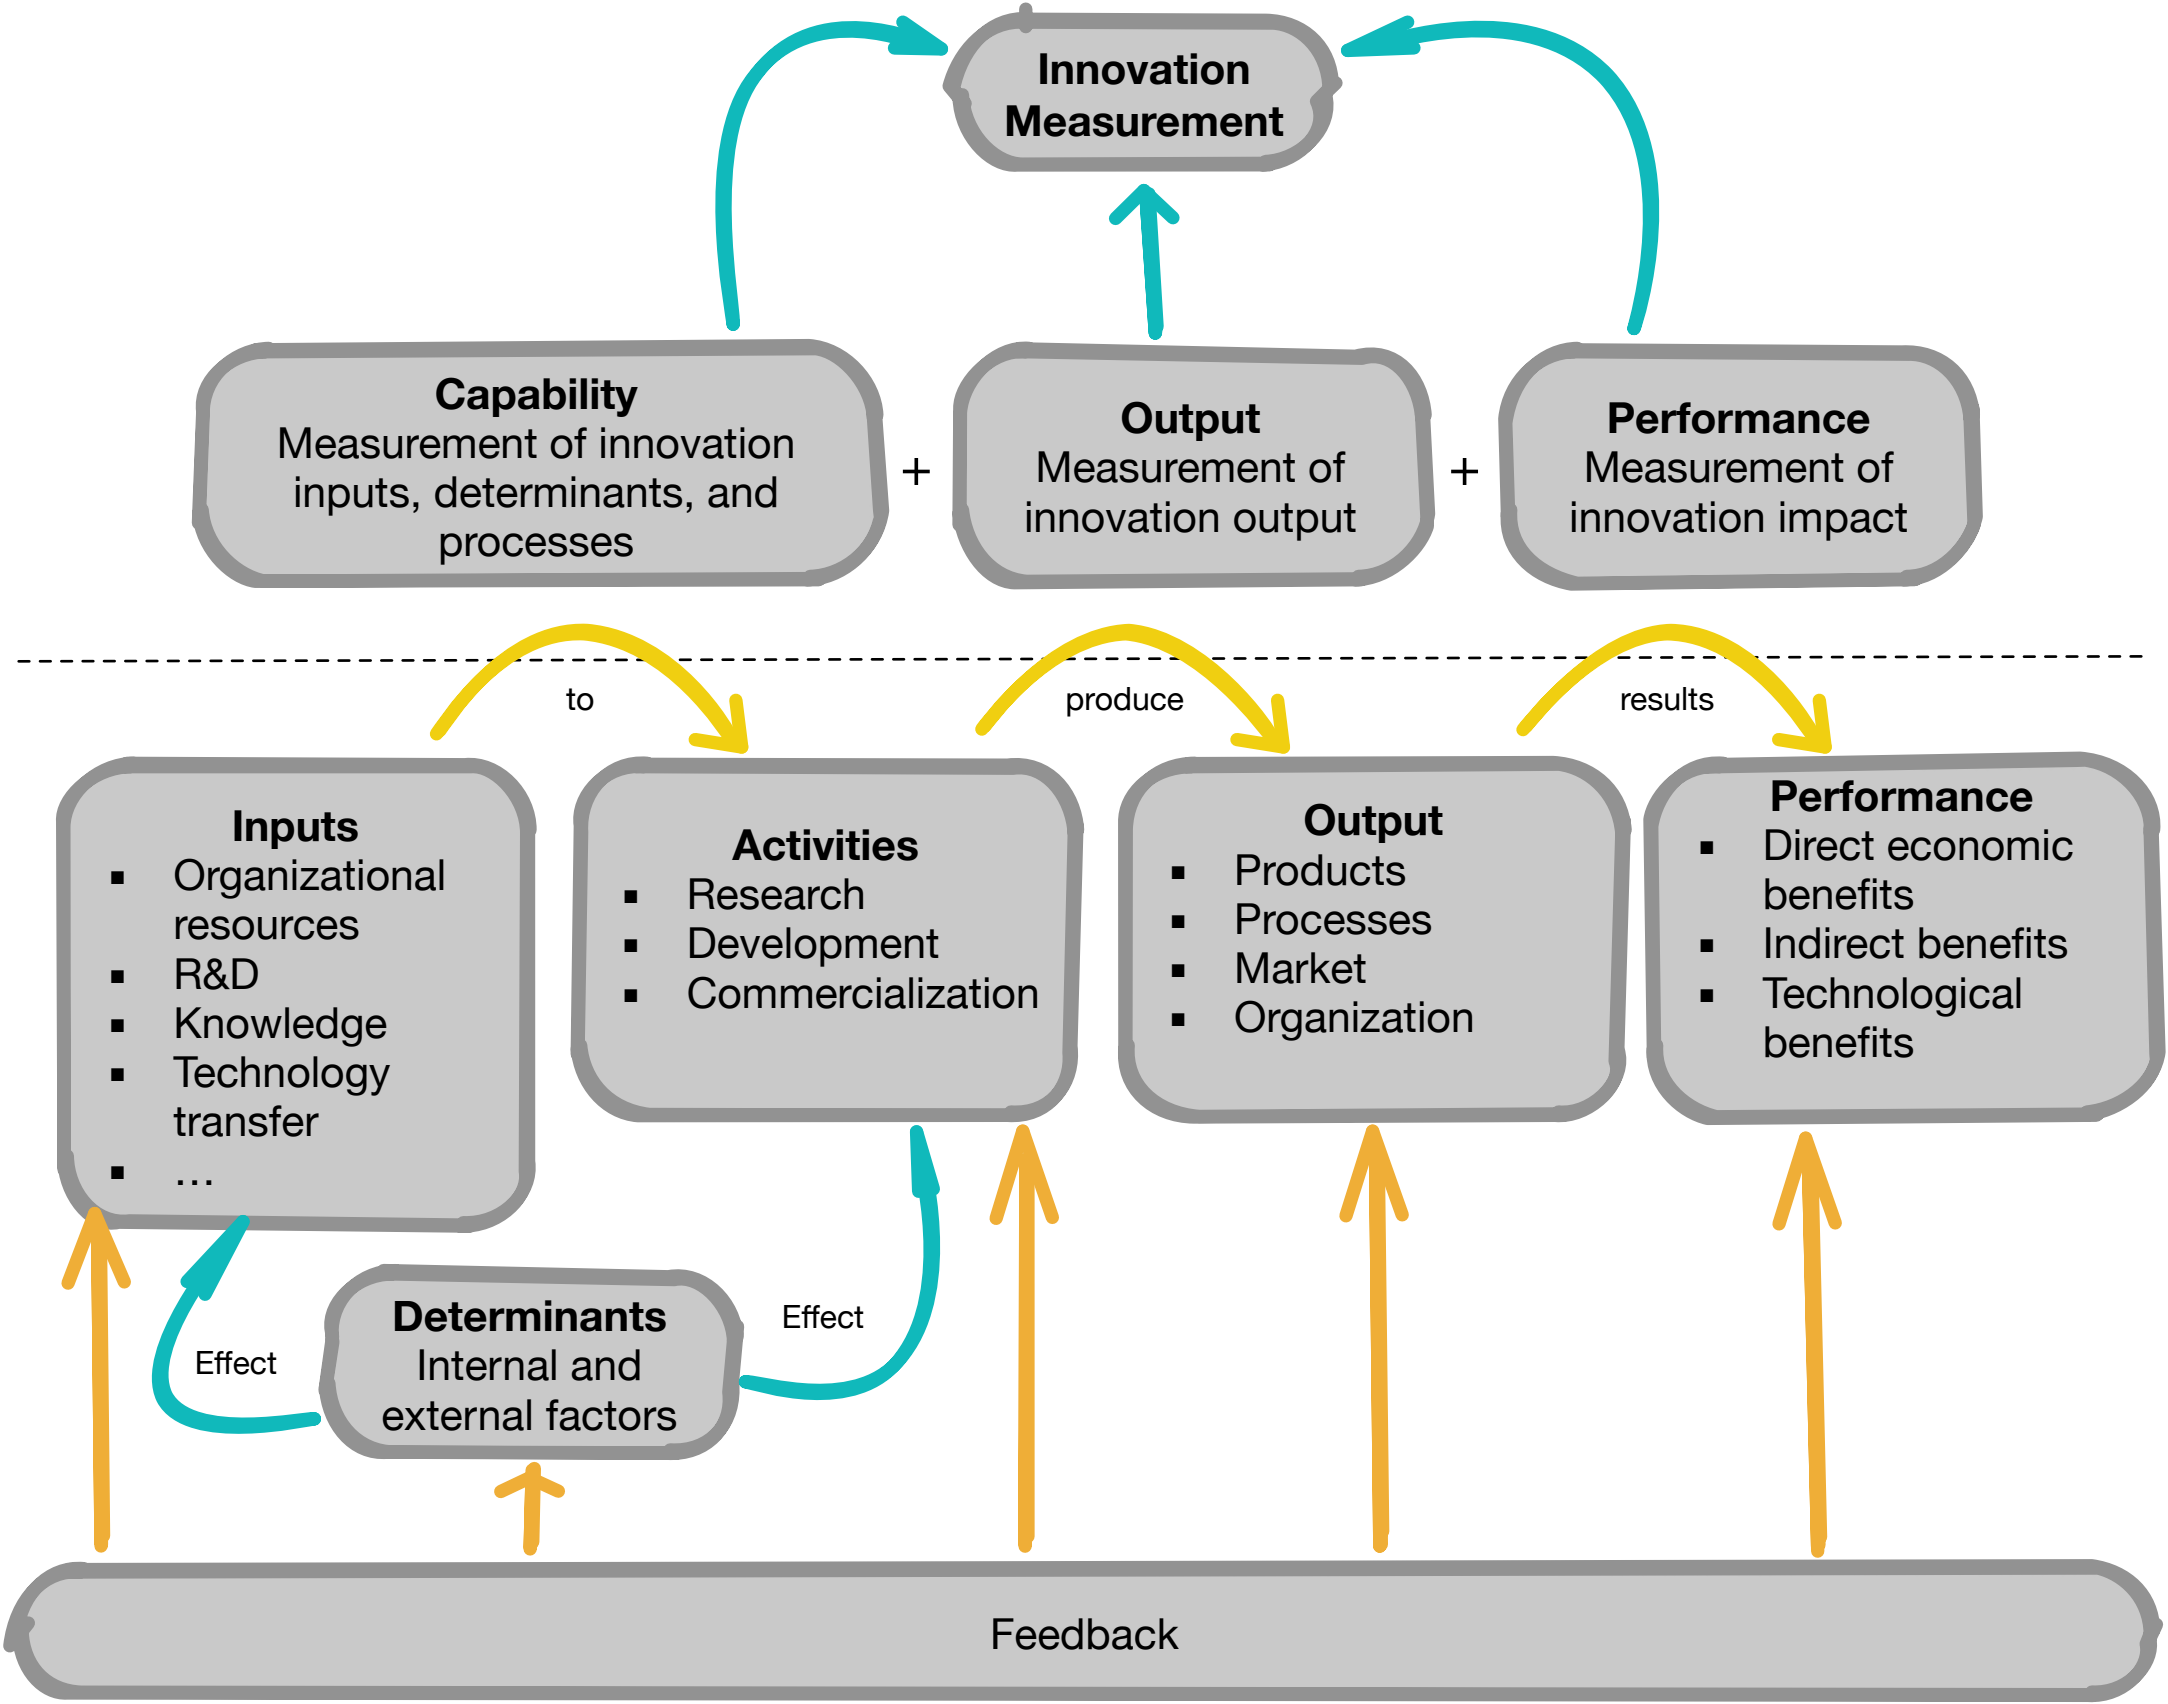 Innovation
Measurement
Capability
Measurement of innovation
inputs, determinants, and
processes
+
Output
Measurement of
innovation output
+
Performance
Measurement of
innovation impact
to
produce
results
Inputs
▪ Organizational
resources
▪ R&D
▪ Knowledge
▪ Technology
transfer
▪ …
Activities
▪ Research
▪ Development
▪ Commercialization
Output
▪ Products
▪ Processes
▪ Market
▪ Organization
Performance
▪ Direct economic
benefits
▪ Indirect benefits
▪ Technological
benefits
Effect
Determinants
Internal and
external factors
Effect
Feedback